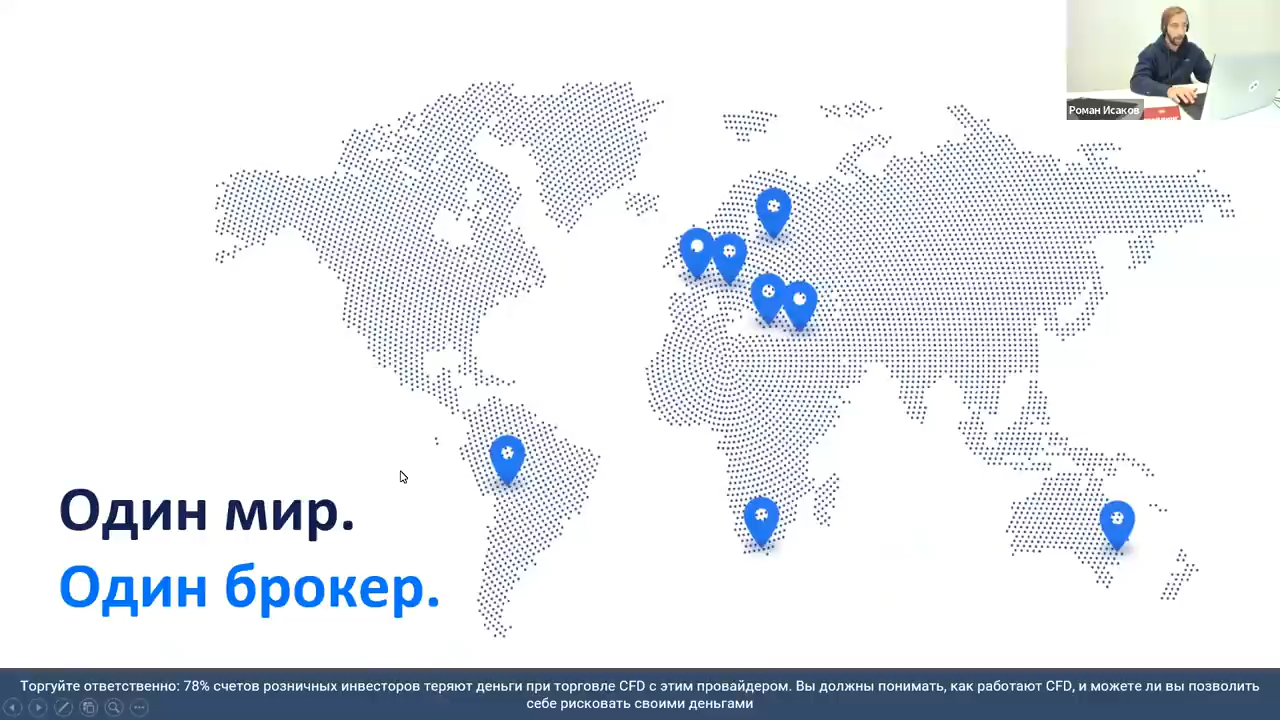 Роман Исаков
Один мир.
Один брокер.
Торгуйте ответственно: 78% счетов розничных инвесторов теряют деньги при торговле CFD с этим провайдером. Вы должны понимать, как работают CFD, и можете ли вы позволить
себе рисковать своими деньгами